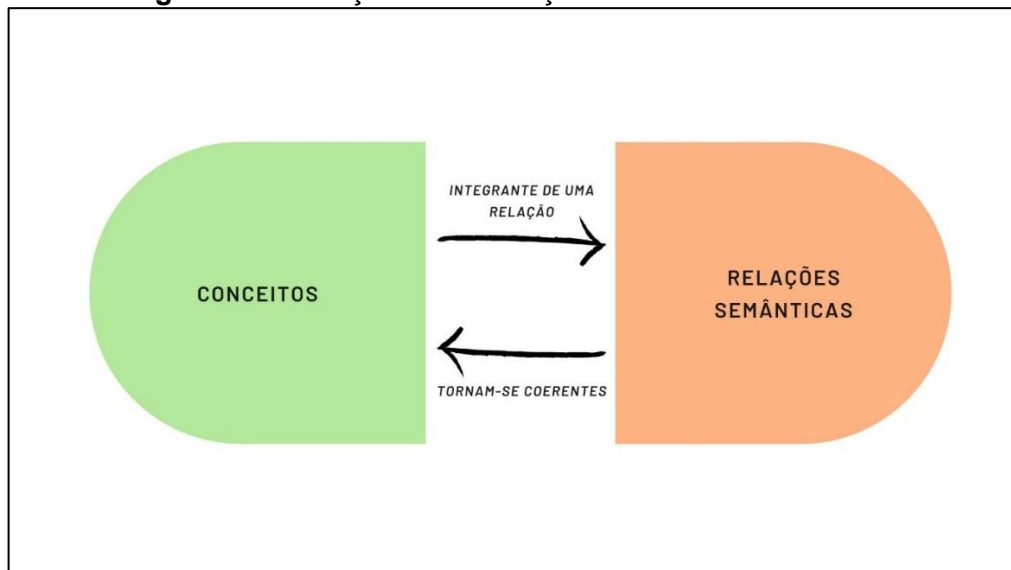 INTEGRANTE DE UMA
RELAÇÃO
CONCEITOS
RELAÇÕES
SEMÂNTICAS
TORNAM-SE COERENTES